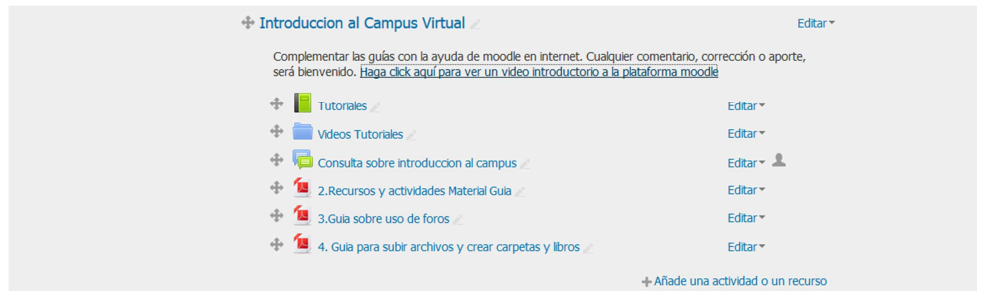 Introduccion al Campus Virtual Editar
Complementar las guías con la ayuda de moodle en internet. Cualquier comentario, corrección o aporte,
será bienvenido. Haga click aquí para ver un video introductorio a la plataforma moodle
Tutoriales Editar
Videos Tutoriales Editar
Consulta sobre introduccion al campus Editar
2.Recursos y actividades Material Guia Editar
3.Guia sobre uso de foros Editar
4. Guia para subir archivos y crear carpetas y libros Editar
Añade una actividad o un recurso